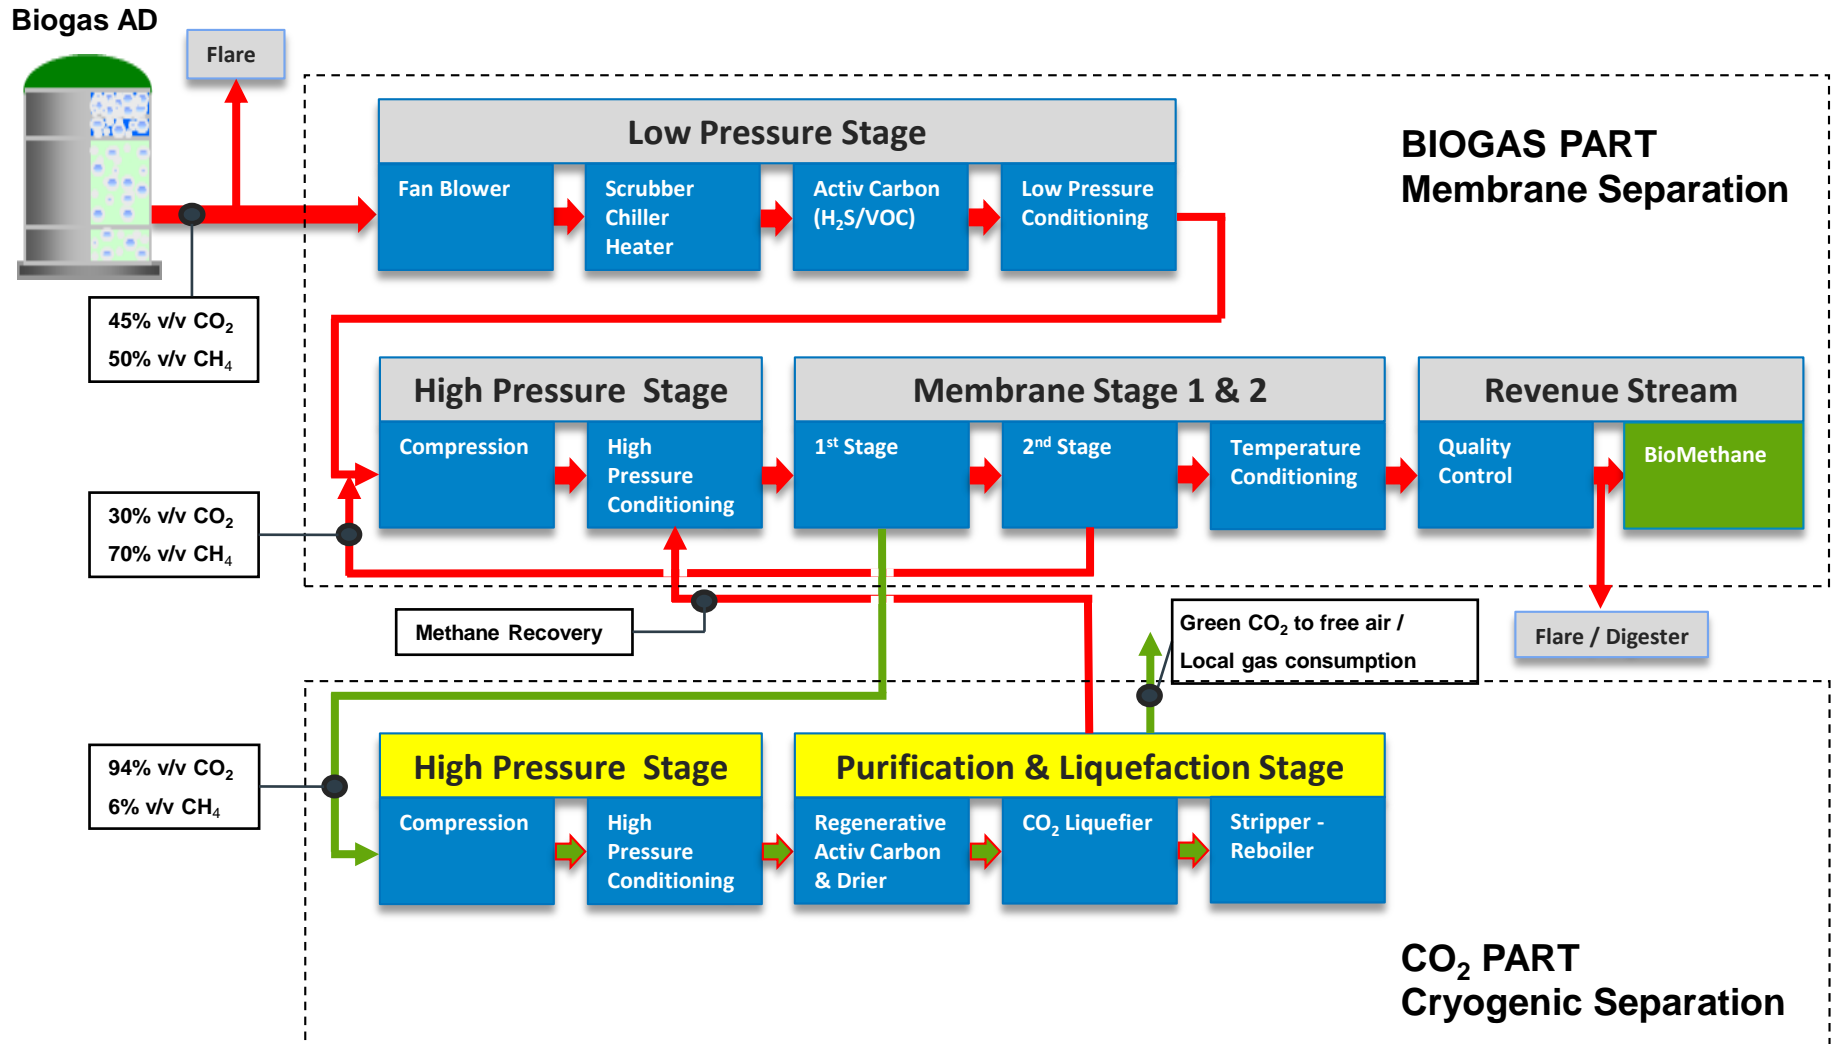 Biogas AD
Flare
Low Pressure Stage
BIOGAS PART
Membrane Separation
Fan Blower
Scrubber
Chiller
Heater
Activ Carbon
(H₂S/VOC)
Low Pressure
Conditioning
45% v/v CO₂
50% v/v CH₄
High Pressure Stage
Membrane Stage 1 & 2
Revenue Stream
Compression
High
Pressure
Conditioning
1st Stage
2nd Stage
Temperature
Conditioning
Quality
Control
BioMethane
30% v/v CO₂
70% v/v CH₄
Methane Recovery
Green CO₂ to free air /
Local gas consumption
Flare / Digester
94% v/v CO₂
6% v/v CH₄
High Pressure Stage
Purification & Liquefaction Stage
Compression
High
Pressure
Conditioning
Regenerative
Activ Carbon
& Drier
CO₂ Liquefier
Stripper -
Reboiler
CO₂ PART
Cryogenic Separation